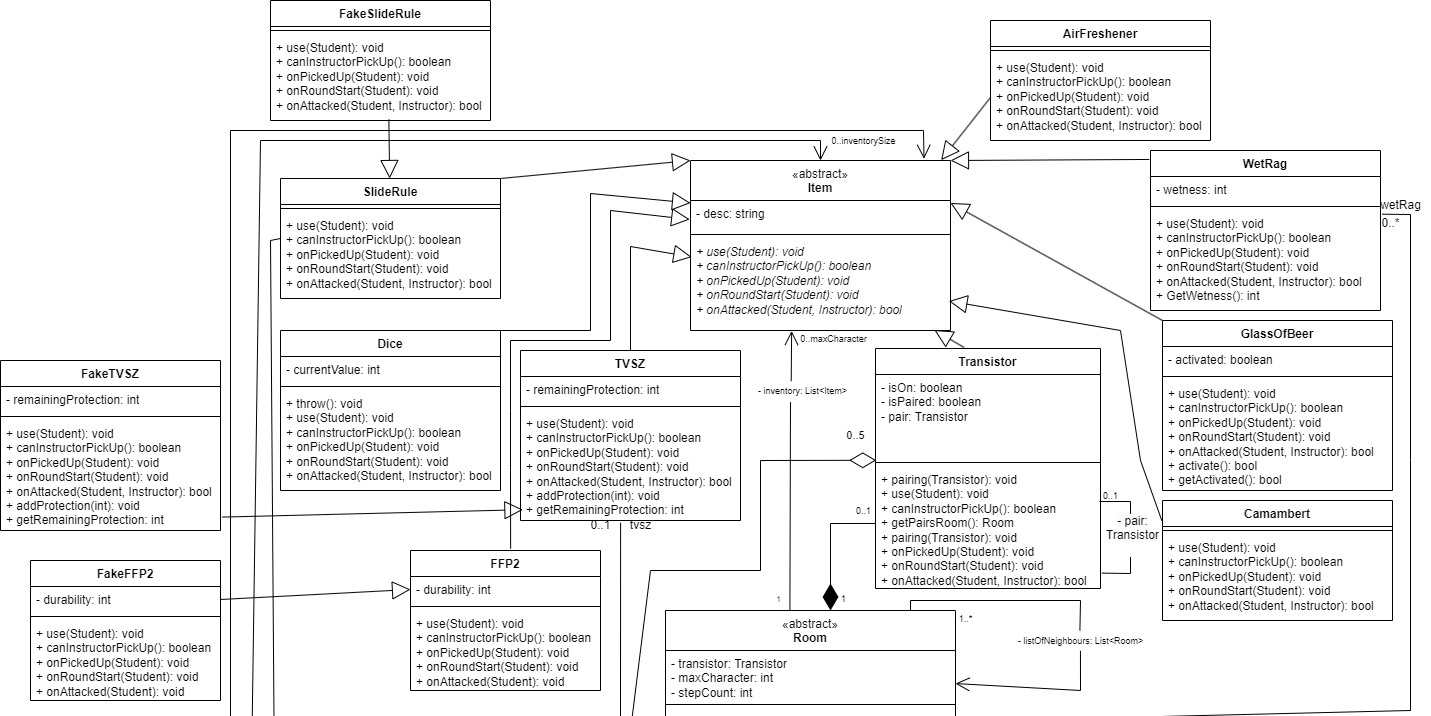 FakeSlideRule
+ use(Student): void
+ canInstructorPickUp(): boolean
+ onPickedUp(Student): void
+ onRoundStart(Student): void
+ onAttacked(Student, Instructor): bool
AirFreshener
+ use(Student): void
+ canInstructorPickUp(): boolean
+ onPickedUp(Student): void
+ onRoundStart(Student): void
+ onAttacked(Student, Instructor): bool
0..inventorySize
SlideRule
+ use(Student): void
+ canInstructorPickUp(): boolean
+ onPickedUp(Student): void
+ onRoundStart(Student): void
+ onAttacked(Student, Instructor): bool
«abstract»
Item
- desc: string
+ use(Student): void
+ canInstructorPickUp(): boolean
+ onPickedUp(Student): void
+ onRoundStart(Student): void
+ onAttacked(Student, Instructor): bool
WetRag
- wetness: int
+ use(Student): void
+ canInstructorPickUp(): boolean
+ onPickedUp(Student): void
+ onRoundStart(Student): void
+ onAttacked(Student, Instructor): bool
+ GetWetness(): int
wetRag
0..*
Dice
- currentValue: int
+ throw(): void
+ use(Student): void
+ canInstructorPickUp(): boolean
+ onPickedUp(Student): void
+ onRoundStart(Student): void
+ onAttacked(Student, Instructor): bool
0..maxCharacter
- inventory: List<Item>
1
GlassOfBeer
- activated: boolean
+ use(Student): void
+ canInstructorPickUp(): boolean
+ onPickedUp(Student): void
+ onRoundStart(Student): void
+ onAttacked(Student, Instructor): bool
+ activate(): bool
+ getActivated(): bool
FakeTVSZ
- remainingProtection: int
+ use(Student): void
+ canInstructorPickUp(): boolean
+ onPickedUp(Student): void
+ onRoundStart(Student): void
+ onAttacked(Student, Instructor): bool
+ addProtection(int): void
+ getRemainingProtection: int
TVSZ
- remainingProtection: int
+ use(Student): void
+ canInstructorPickUp(): boolean
+ onPickedUp(Student): void
+ onRoundStart(Student): void
+ onAttacked(Student, Instructor): bool
+ addProtection(int): void
+ getRemainingProtection: int
0..1 tvsz
Transistor
- isOn: boolean
- isPaired: boolean
- pair: Transistor
+ pairing(Transistor): void
+ use(Student): void
+ canInstructorPickUp(): boolean
+ getPairsRoom(): Room
+ pairing(Transistor): void
+ onPickedUp(Student): void
+ onRoundStart(Student): void
+ onAttacked(Student, Instructor): bool
0..5
0..1
1
0..1
- pair:
Transistor
Camambert
+ use(Student): void
+ canInstructorPickUp(): boolean
+ onPickedUp(Student): void
+ onRoundStart(Student): void
+ onAttacked(Student, Instructor): bool
FakeFFP2
- durability: int
+ use(Student): void
+ canInstructorPickUp(): boolean
+ onPickedUp(Student): void
+ onRoundStart(Student): void
+ onAttacked(Student): void
FFP2
- durability: int
+ use(Student): void
+ canInstructorPickUp(): boolean
+ onPickedUp(Student): void
+ onRoundStart(Student): void
+ onAttacked(Student): void
«abstract»
Room
- transistor: Transistor
- maxCharacter: int
- stepCount: int
1..*
- listOfNeighbours: List<Room>